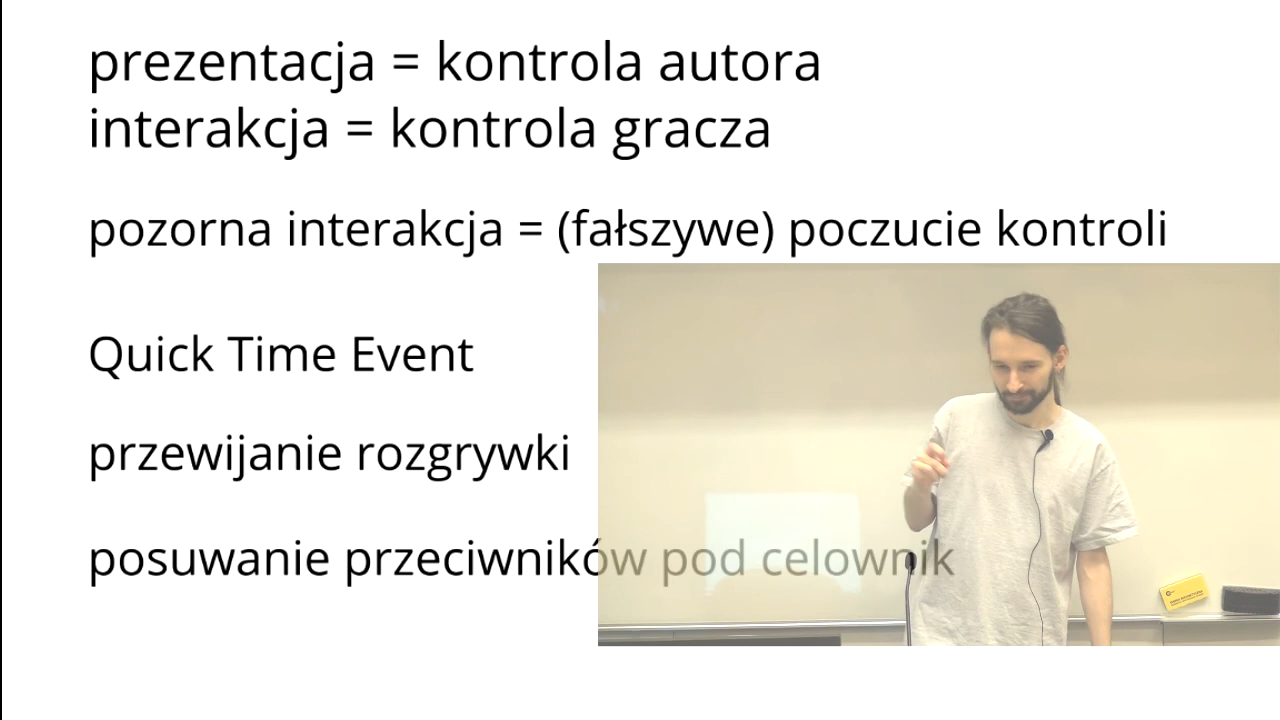 prezentacja = kontrola autora
interakcja = kontrola gracza
pozorna interakcja = (fałszywe) poczucie kontroli
Quick Time Event
przewijanie rozgrywki
posuwanie przeciwników pod celownik